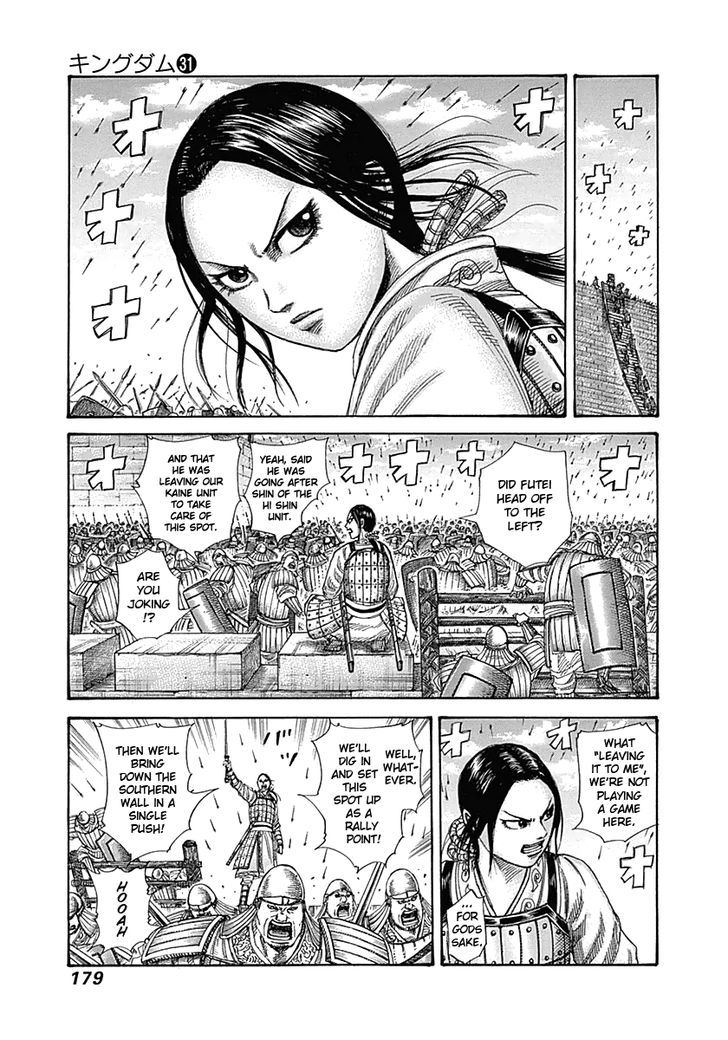 キングダム31
オ
オ
オ
オ
オ
オ
オ
オ
DID FUTEI
HEAD OFF
TO THE
LEFT?
YEAH, SAID
HE WAS
GOING AFTER
SHIN OF THE
HI SHIN
UNIT.
AND THAT
HE WAS
LEAVING OUR
KAINE UNIT
TO TAKE
CARE OF
THIS SPOT.
ARE
YOU
JOKING
!?
オ
オ
オ
オ
オ
WHAT
"LEAVING
IT TO ME",
WE'RE NOT
PLAYING
A GAME
HERE.
...
FOR
GODS
SAKE,
オ
オ
オ
WELL,
WHAT-
EVER.
WE'LL
DIG IN
AND SET
THIS SPOT UP
AS A
RALLY
POINT!
THEN WE'LL
BRING
DOWN THE
SOUTHERN
WALL IN A
SINGLE
PUSH!
HOOAH
179